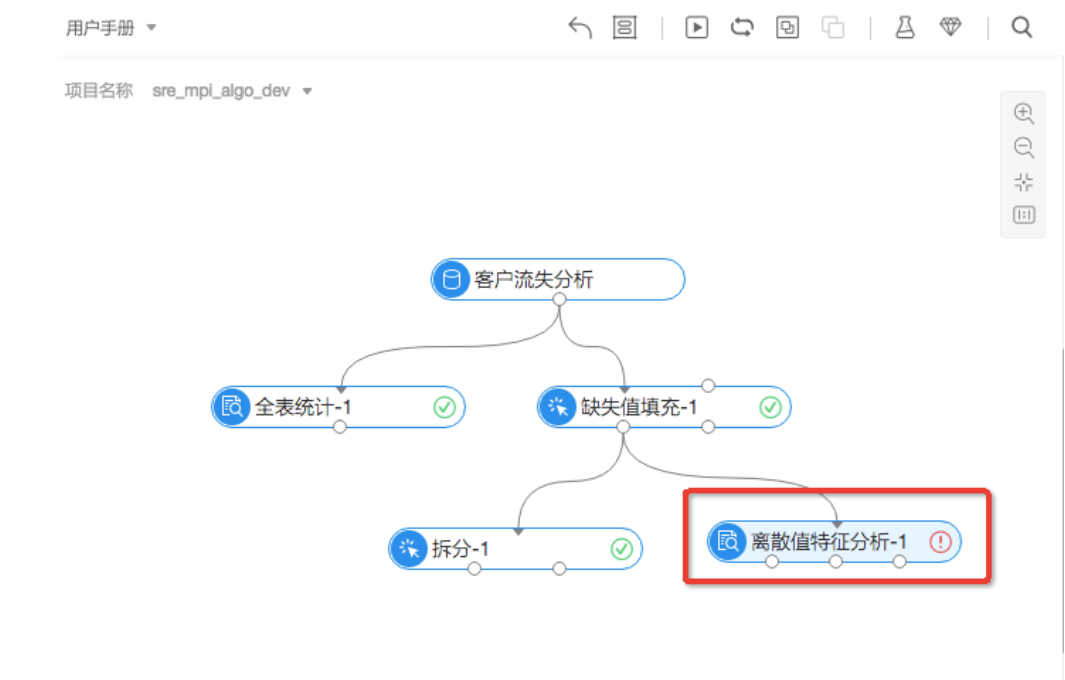 用户手册
项目名称 sre_mpi_algo_dev
客户流失分析
全表统计-1
缺失值填充-1
拆分-1
离散值特征分析-1